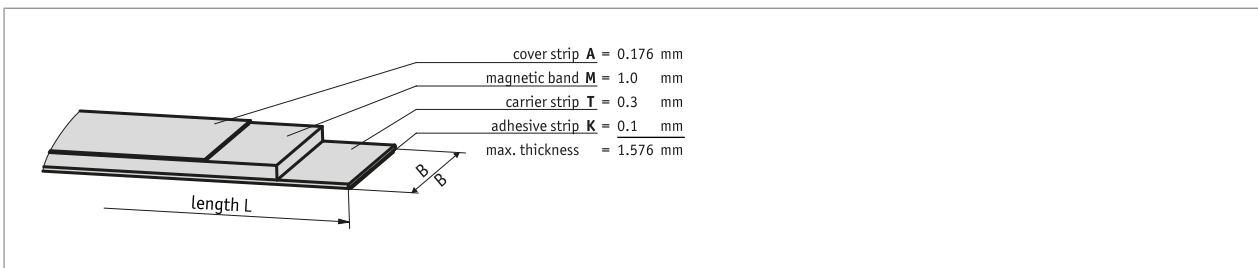 cover strip A = 0.176 mm
magnetic band M = 1.0 mm
carrier strip T = 0.3 mm
adhesive strip K = 0.1 mm
max. thickness = 1.576 mm
B
B
length L